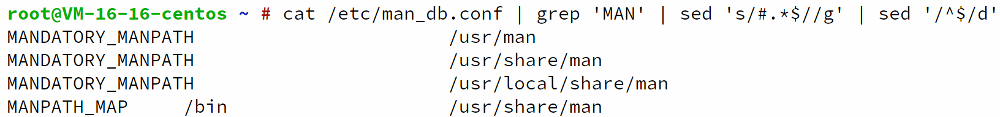 root@VM-16-16-centos ~ # cat /etc/man_db.conf | grep 'MAN' | sed 's/#.*$//g' | sed '/^$/d'
MANDATORY_MANPATH                       /usr/man
MANDATORY_MANPATH                       /usr/share/man
MANDATORY_MANPATH                       /usr/local/share/man
MANPATH_MAP     /bin                    /usr/share/man